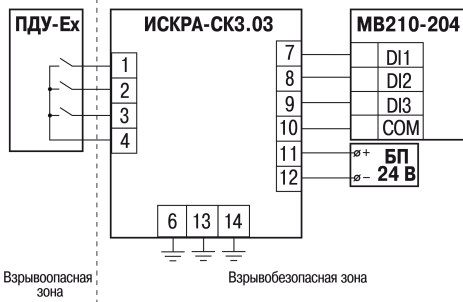 ПДУ-Ex
ИСКРА-СК3.03
МВ210-204
1
2
3
4
7
8
9
10
11
12
DI1
DI2
DI3
COM
+ БП
– 24 В
6 13 14
Взрывоопасная
зона
Взрывобезопасная зона